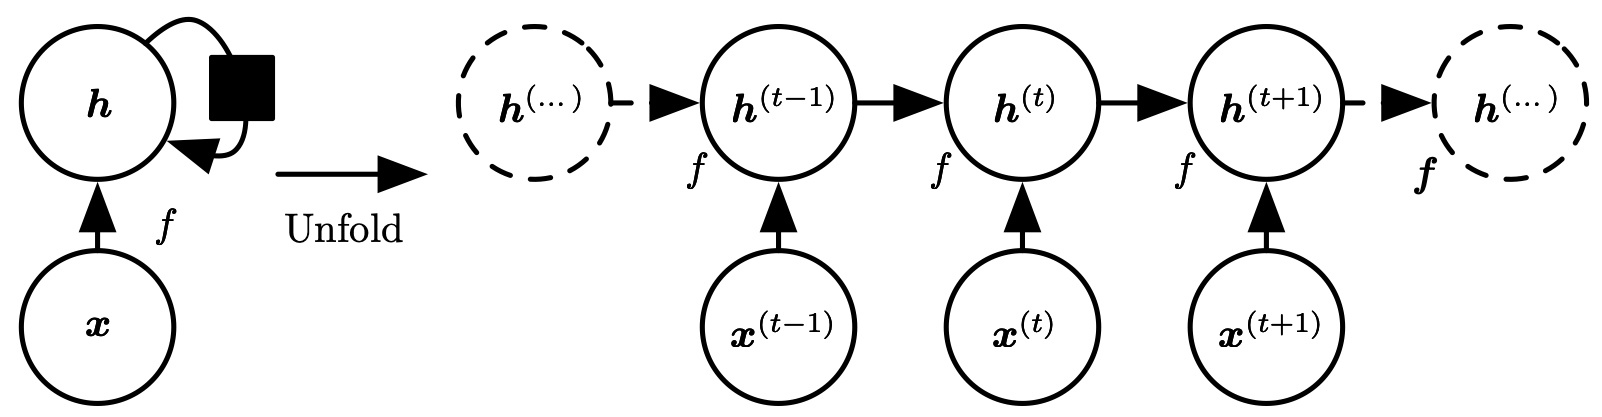 h
f
x
Unfold
h^(...) h^(t−1) h^(t) h^(t+1) h^(...)
f f f f
x^(t−1) x^(t) x^(t+1)